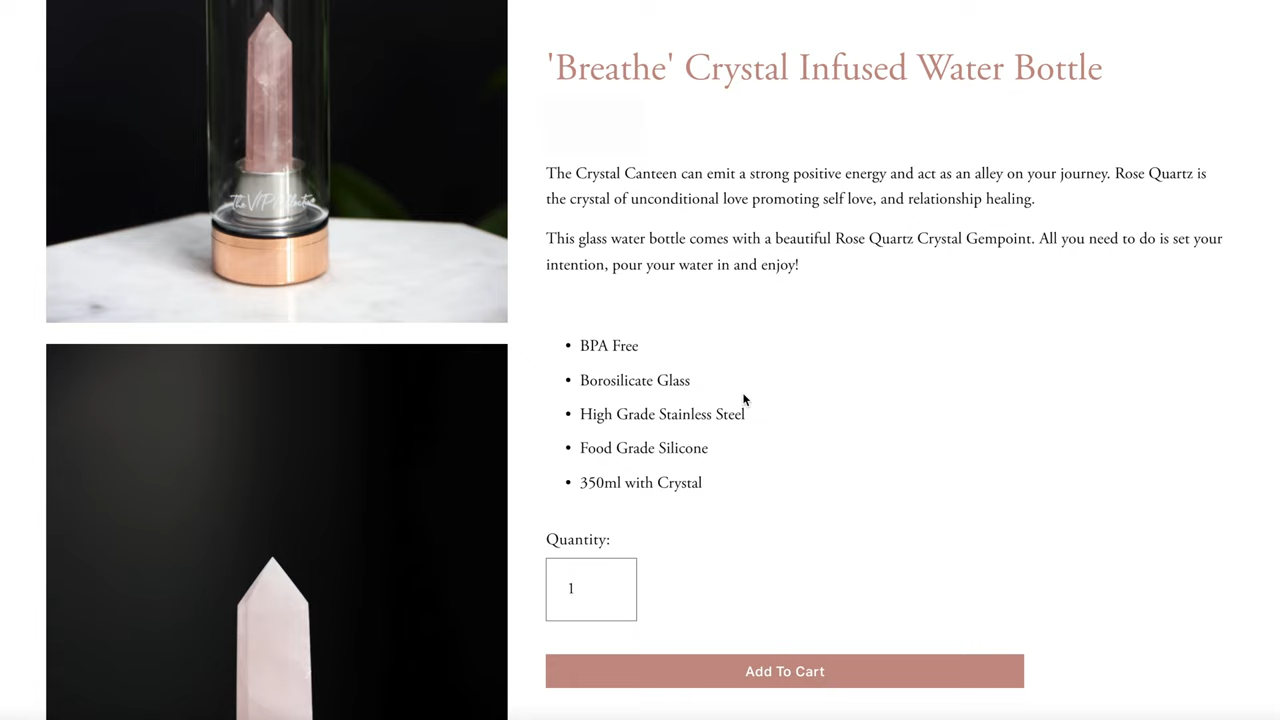 'Breathe' Crystal Infused Water Bottle
The Crystal Canteen can emit a strong positive energy and act as an alley on your journey. Rose Quartz is
the crystal of unconditional love promoting self love, and relationship healing.
This glass water bottle comes with a beautiful Rose Quartz Crystal Gempoint. All you need to do is set your
intention, pour your water in and enjoy!
• BPA Free
• Borosilicate Glass
• High Grade Stainless Steel
• Food Grade Silicone
• 350ml with Crystal
Quantity:
1
Add To Cart